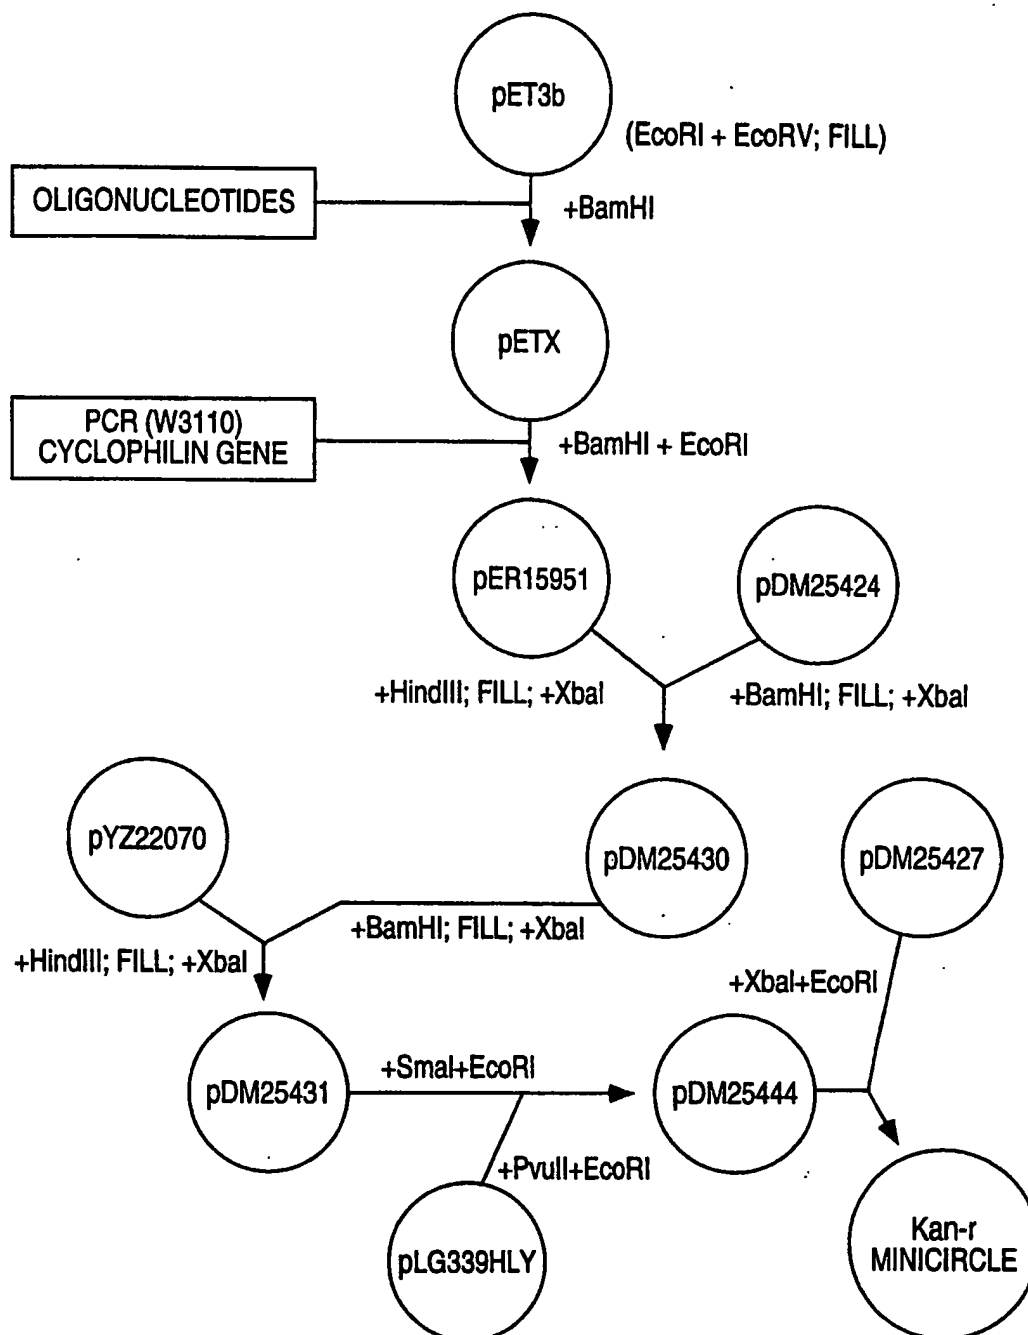 pET3b
(EcoRI + EcoRV; FILL)
OLIGONUCLEOTIDES
+BamHI
pETX
PCR (W3110)
CYCLOPHILIN GENE
+BamHI + EcoRI
pER15951
pDM25424
+HindIII; FILL; +XbaI
+BamHI; FILL; +XbaI
pYZ22070
pDM25430
pDM25427
+HindIII; FILL; +XbaI
+BamHI; FILL; +XbaI
+XbaI+EcoRI
pDM25431
+SmaI+EcoRI
pDM25444
+PvuII+EcoRI
pLG339HLY
Kan-r
MINICIRCLE